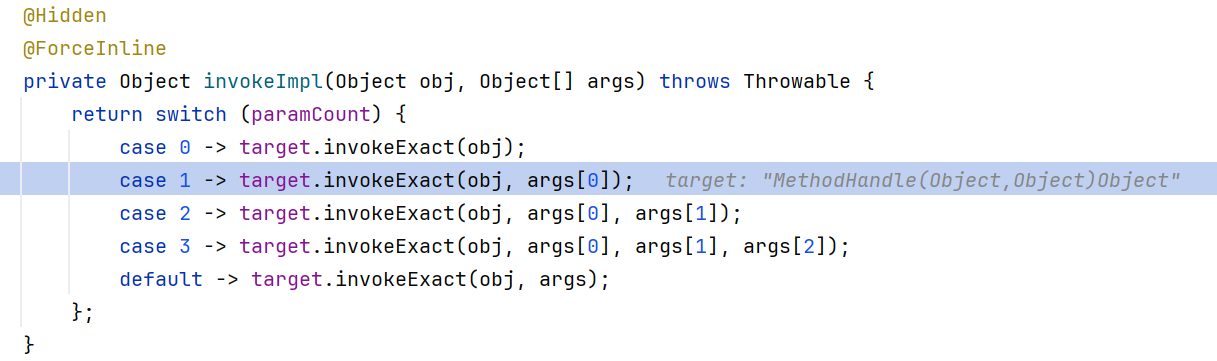 @Hidden
@ForceInline
private Object invokeImpl(Object obj, Object[] args) throws Throwable {
    return switch (paramCount) {
        case 0 -> target.invokeExact(obj);
        case 1 -> target.invokeExact(obj, args[0]);   target: "MethodHandle(Object,Object)Object"
        case 2 -> target.invokeExact(obj, args[0], args[1]);
        case 3 -> target.invokeExact(obj, args[0], args[1], args[2]);
        default -> target.invokeExact(obj, args);
    };
}